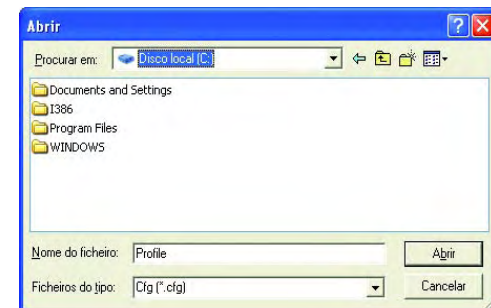 Abrir
Procurar em: Disco local (C:)
Documents and Settings
I386
Program Files
WINDOWS
Nome do ficheiro: Profile Abrir
Ficheiros do tipo: Cfg (*.cfg) Cancelar